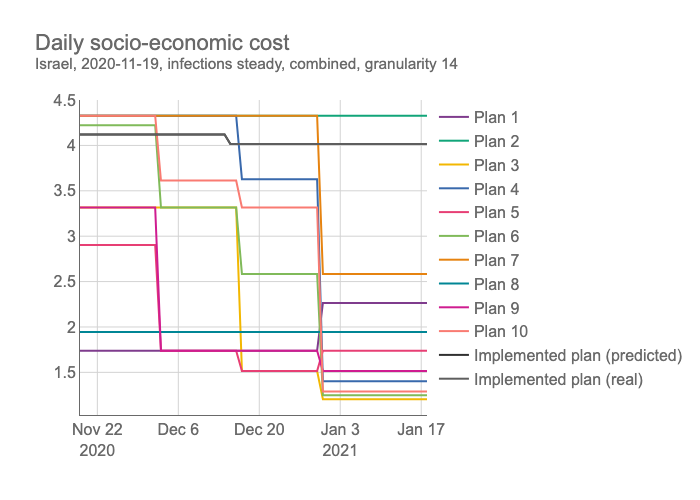 Daily socio-economic cost
Israel, 2020-11-19, infections steady, combined, granularity 14
4.5
4
3.5
3
2.5
2
1.5
Nov 22
2020
Dec 6
Dec 20
Jan 3
2021
Jan 17
Plan 1
Plan 2
Plan 3
Plan 4
Plan 5
Plan 6
Plan 7
Plan 8
Plan 9
Plan 10
Implemented plan (predicted)
Implemented plan (real)